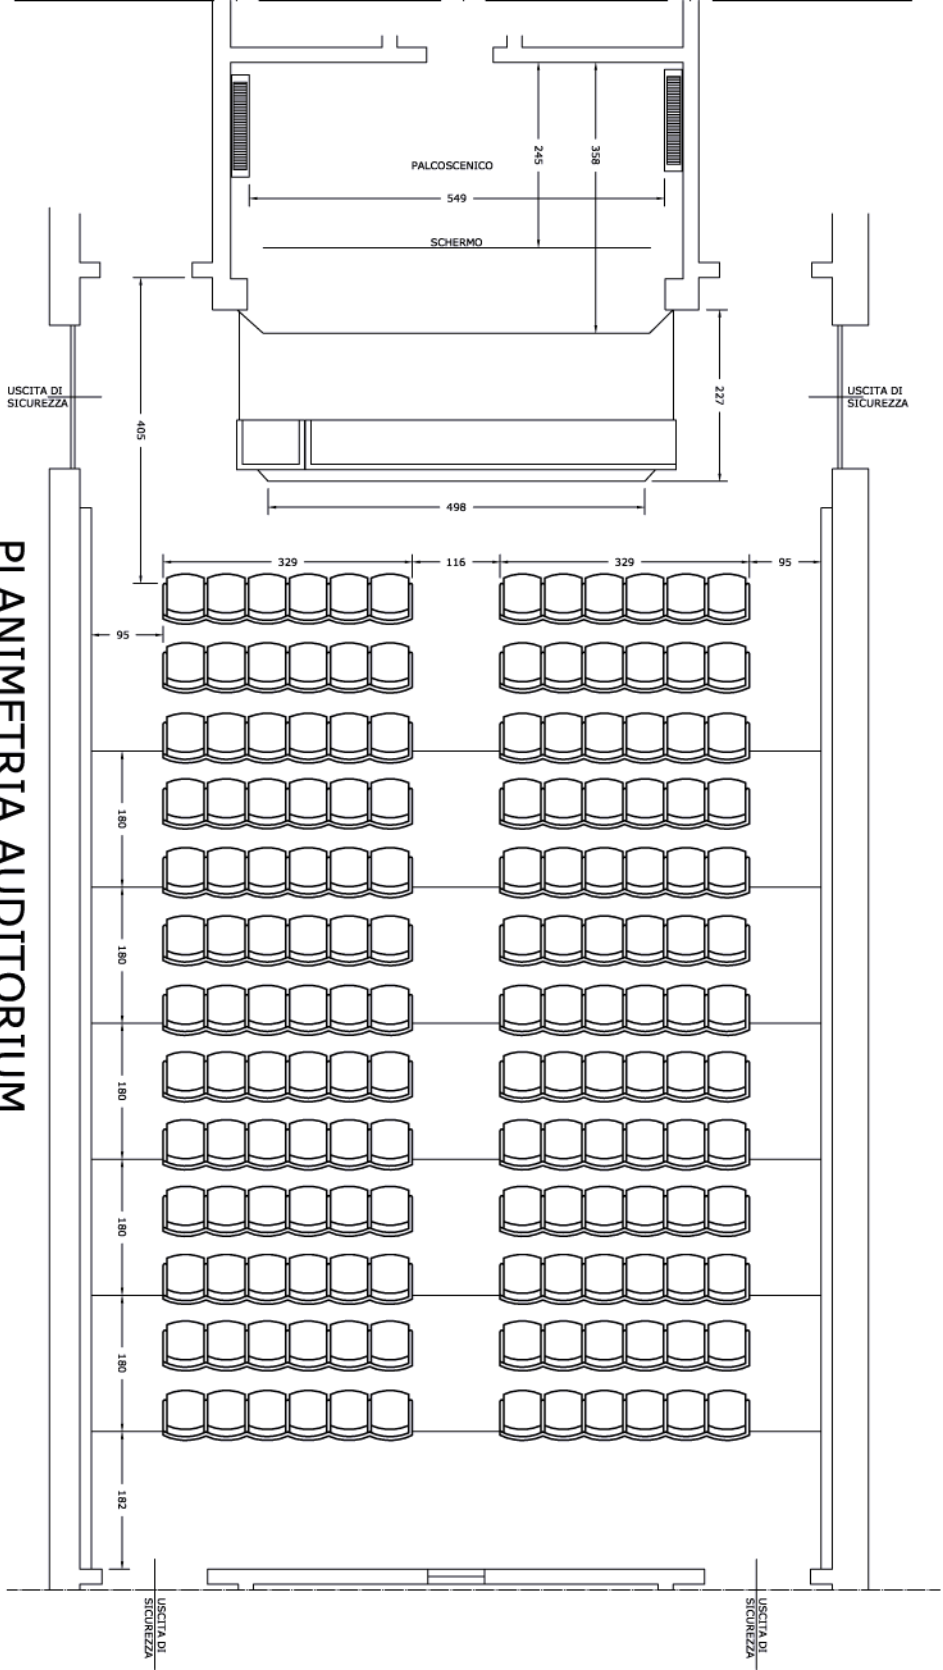 PALCOSCENICO
245
358
549
SCHERMO
USCITA DI
SICUREZZA
405
227
USCITA DI
SICUREZZA
498
329
116
329
95
95
180
180
180
180
180
182
USCITA DI
SICUREZZA
USCITA DI
SICUREZZA
PLANIMETRIA AUDITORIUM